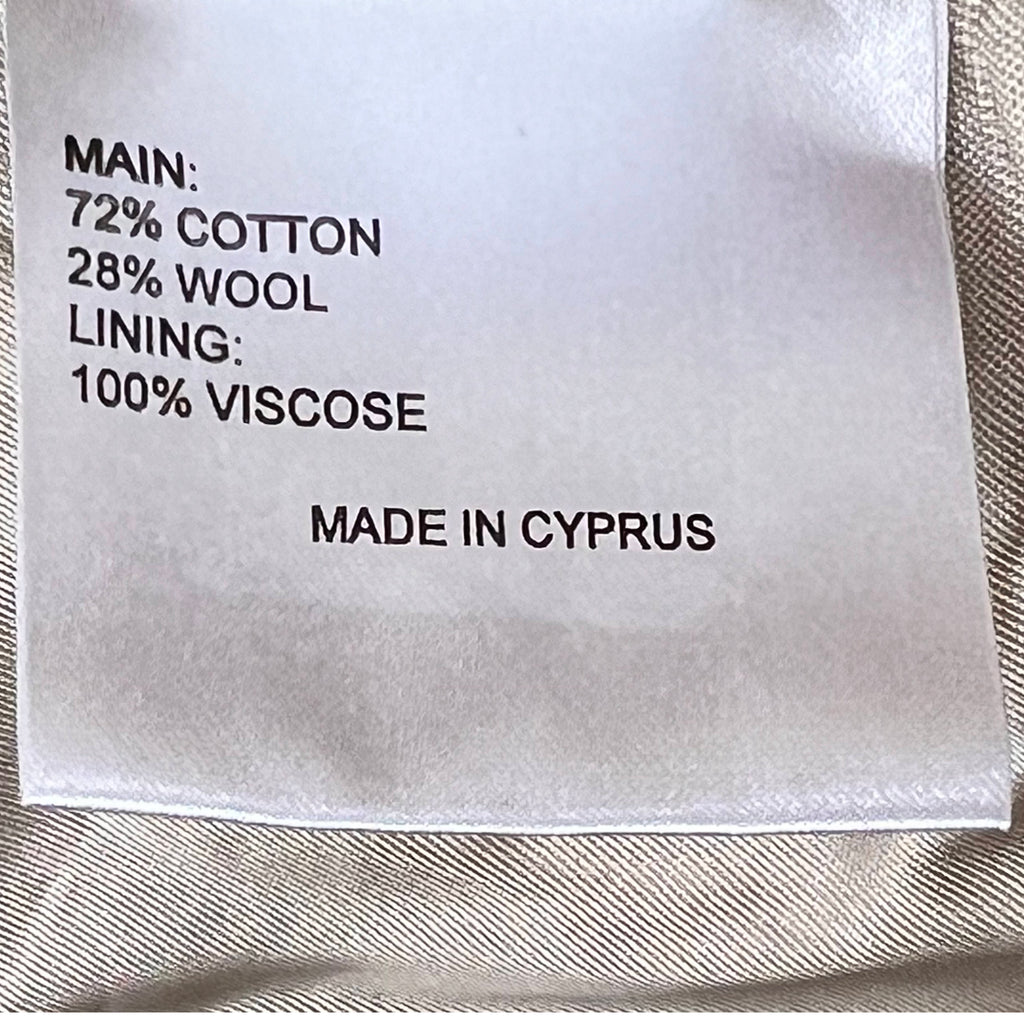 MAIN:
72% COTTON
28% WOOL
LINING:
100% VISCOSE
MADE IN CYPRUS